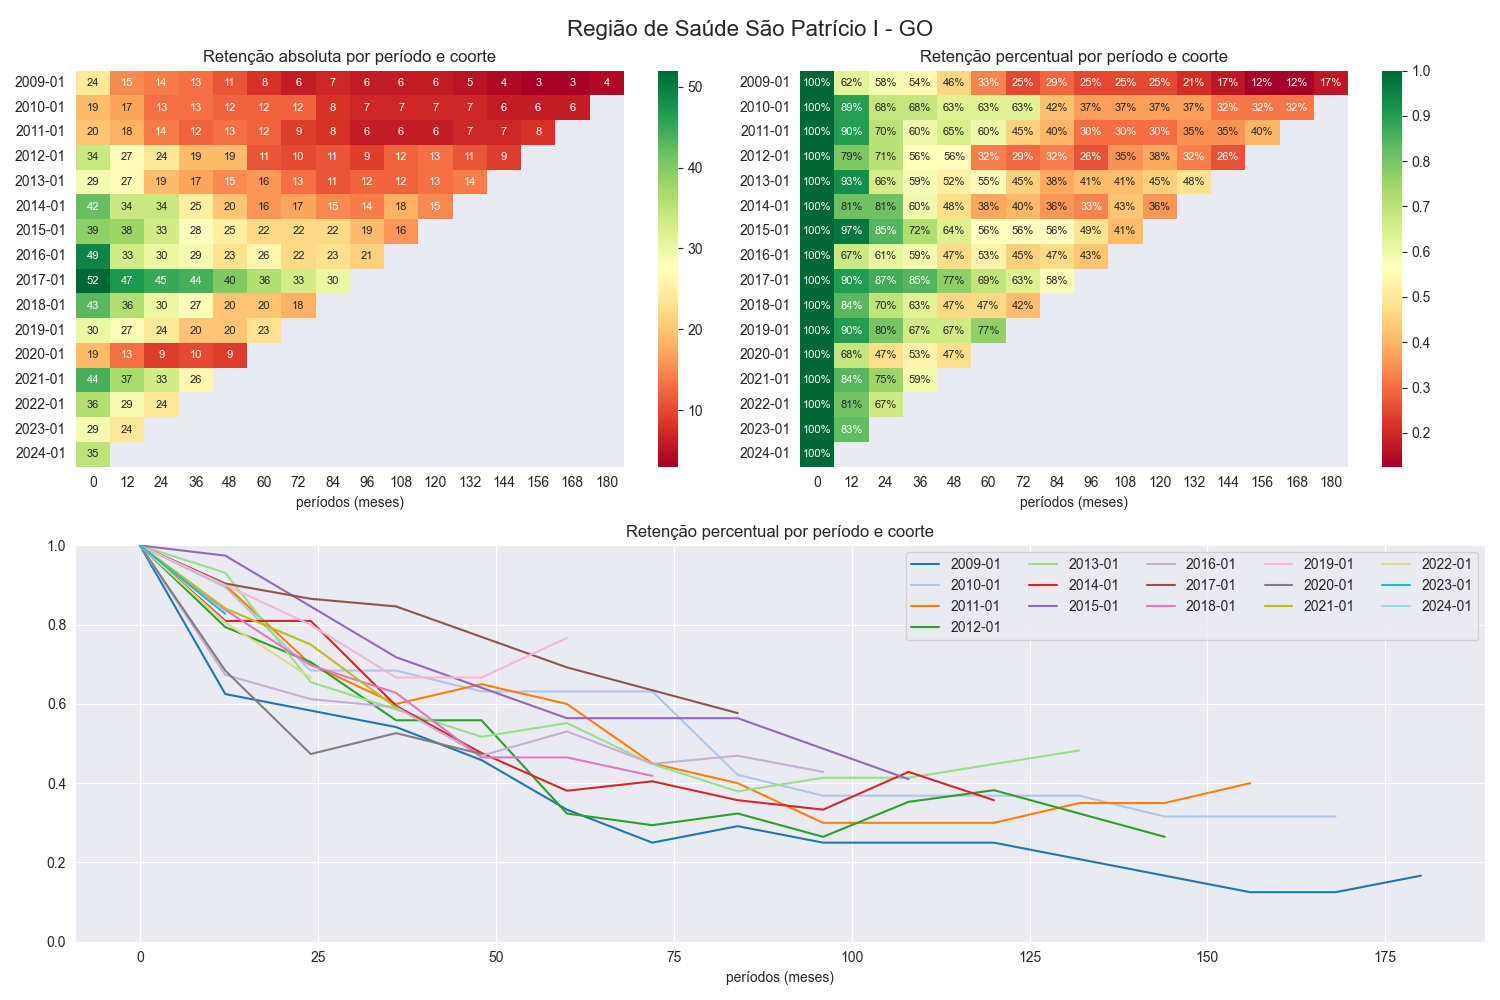 Região de Saúde São Patrício I - GO
Retenção absoluta por período e coorte
2009-01 24 15 14 13 11 8 6 7 6 6 6 5 4 3 3 4
2010-01 19 17 13 13 12 12 12 8 7 7 7 7 6 6 6
2011-01 20 18 14 12 13 12 9 8 6 6 6 7 7 8
2012-01 34 27 24 19 19 11 10 11 9 12 13 11 9
2013-01 29 27 19 17 15 16 13 11 12 12 13 14
2014-01 42 34 34 25 20 16 17 15 14 18 15
2015-01 39 38 33 28 25 22 22 22 19 16
2016-01 49 33 30 29 23 26 22 23 21
2017-01 52 47 45 44 40 36 33 30
2018-01 43 36 30 27 20 20 18
2019-01 30 27 24 20 20 23
2020-01 19 13 9 10 9
2021-01 44 37 33 26
2022-01 36 29 24
2023-01 29 24
2024-01 35
0 12 24 36 48 60 72 84 96 108 120 132 144 156 168 180
períodos (meses)
50
40
30
20
10
Retenção percentual por período e coorte
2009-01 100% 62% 58% 54% 46% 33% 25% 29% 25% 25% 25% 21% 17% 12% 12% 17%
2010-01 100% 89% 68% 68% 63% 63% 63% 42% 37% 37% 37% 37% 32% 32% 32%
2011-01 100% 90% 70% 60% 65% 60% 45% 40% 30% 30% 30% 35% 35% 40%
2012-01 100% 79% 71% 56% 56% 32% 29% 32% 26% 35% 38% 32% 26%
2013-01 100% 93% 66% 59% 52% 55% 45% 38% 41% 41% 45% 48%
2014-01 100% 81% 81% 60% 48% 38% 40% 36% 33% 43% 36%
2015-01 100% 97% 85% 72% 64% 56% 56% 56% 49% 41%
2016-01 100% 67% 61% 59% 47% 53% 45% 47% 43%
2017-01 100% 90% 87% 85% 77% 69% 63% 58%
2018-01 100% 84% 70% 63% 47% 47% 42%
2019-01 100% 90% 80% 67% 67% 77%
2020-01 100% 68% 47% 53% 47%
2021-01 100% 84% 75% 59%
2022-01 100% 81% 67%
2023-01 100% 83%
2024-01 100%
0 12 24 36 48 60 72 84 96 108 120 132 144 156 168 180
períodos (meses)
1.0
0.9
0.8
0.7
0.6
0.5
0.4
0.3
0.2
Retenção percentual por período e coorte
1.0
0.8
0.6
0.4
0.2
0.0
2009-01 2013-01 2016-01 2019-01 2022-01
2010-01 2014-01 2017-01 2020-01 2023-01
2011-01 2015-01 2018-01 2021-01 2024-01
2012-01
0 25 50 75 100 125 150 175
períodos (meses)